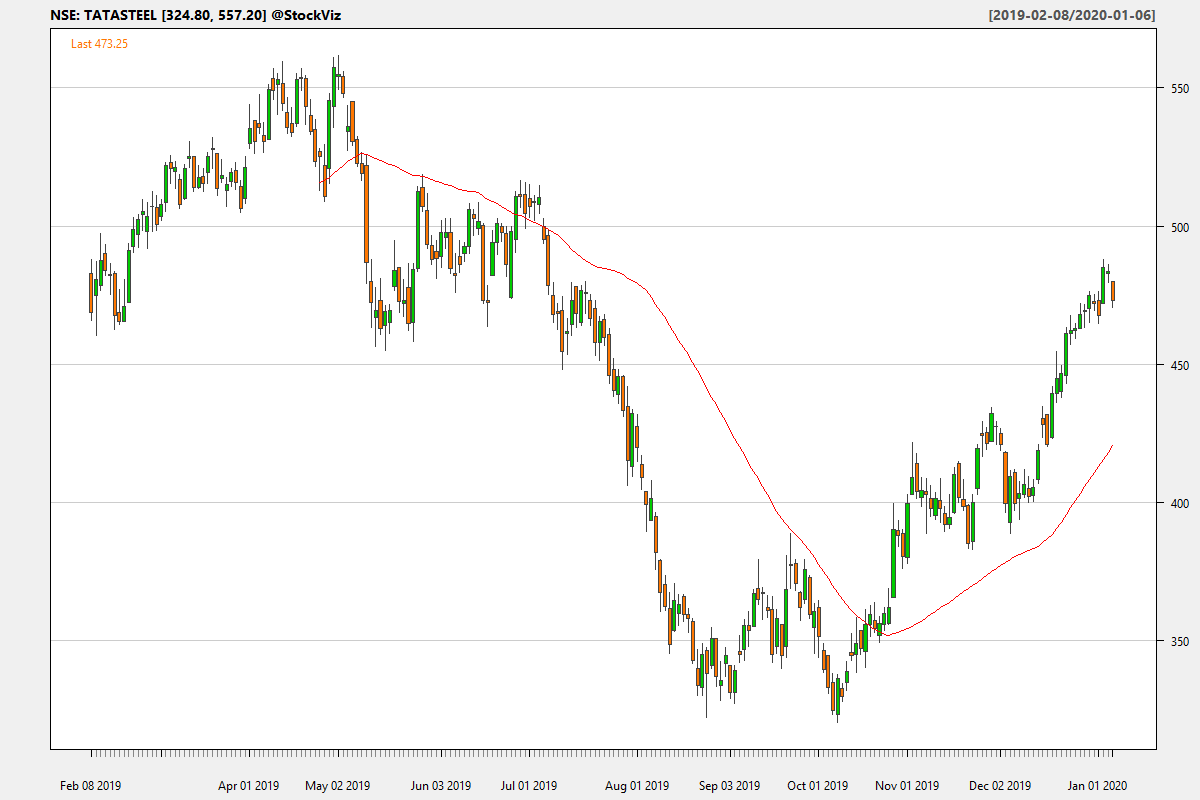 NSE: TATASTEEL [324.80, 557.20] @StockViz
[2019-02-08/2020-01-06]
Last 473.25
550
500
450
400
350
Feb 08 2019
Apr 01 2019
May 02 2019
Jun 03 2019
Jul 01 2019
Aug 01 2019
Sep 03 2019
Oct 01 2019
Nov 01 2019
Dec 02 2019
Jan 01 2020